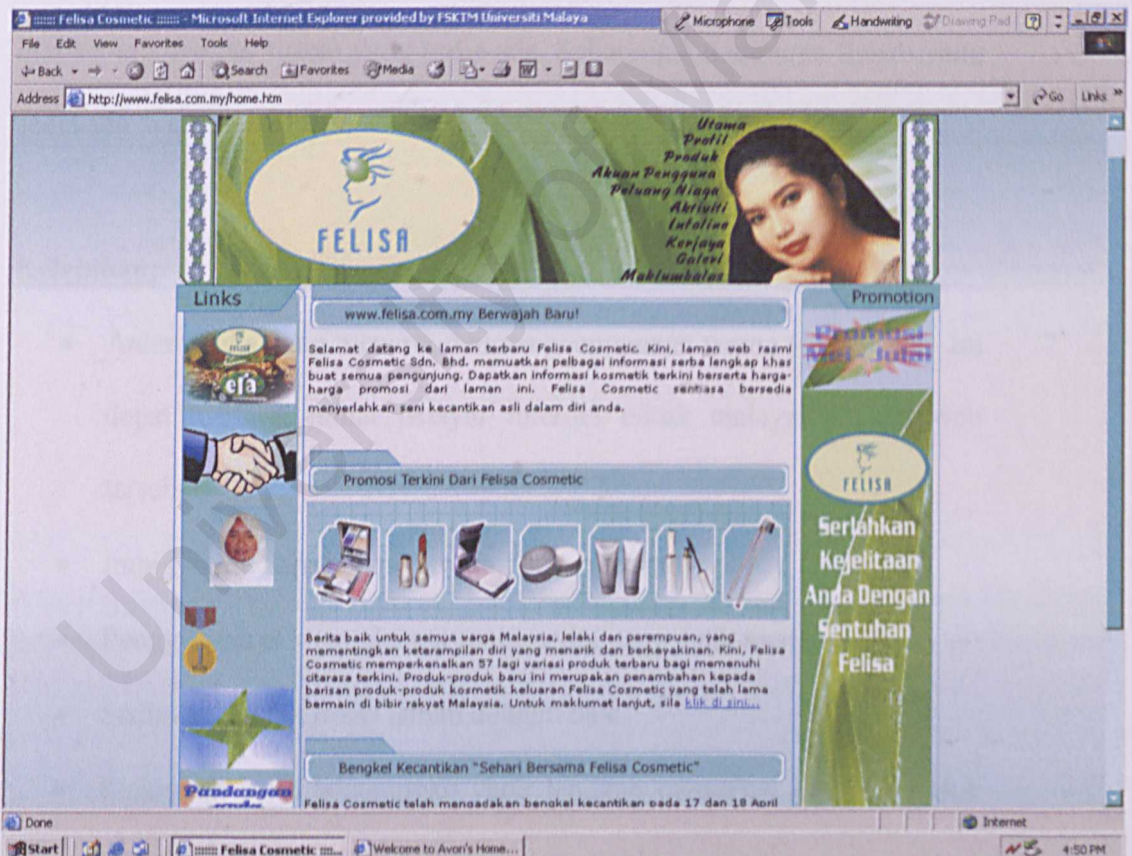 ::::::: Felisa Cosmetic :::::: - Microsoft Internet Explorer provided by FSKTM Universiti Malaya
Microphone Tools Handwriting Drawing Pad
File Edit View Favorites Tools Help
Back Search Favorites Media
Address http://www.felisa.com.my/home.htm Go Links »
Utama
Profil
Produk
Akuan Pengguna
Peluang Niaga
Aktiviti
Infoline
Kerjaya
Galeri
Maklumbalas
FELISA
Links
FELISA
efa
Pandangan
www.felisa.com.my Berwajah Baru!
Selamat datang ke laman terbaru Felisa Cosmetic. Kini, laman web rasmi
Felisa Cosmetic Sdn. Bhd. memuatkan pelbagai informasi serba lengkap khas
buat semua pengunjung. Dapatkan informasi kosmetik terkini berserta harga-
harga promosi dari laman ini. Felisa Cosmetic sentiasa bersedia
menyerlahkan seni kecantikan asli dalam diri anda.
Promosi Terkini Dari Felisa Cosmetic
Berita baik untuk semua warga Malaysia, lelaki dan perempuan, yang
mementingkan keterampilan diri yang menarik dan berkeyakinan. Kini, Felisa
Cosmetic memperkenalkan 57 lagi variasi produk terbaru bagi memenuhi
citarasa terkini. Produk-produk baru ini merupakan penambahan kepada
barisan produk-produk kosmetik keluaran Felisa Cosmetic yang telah lama
bermain di bibir rakyat Malaysia. Untuk maklumat lanjut, sila klik di sini...
Bengkel Kecantikan "Sehari Bersama Felisa Cosmetic"
Felisa Cosmetic telah mengadakan bengkel kecantikan pada 17 dan 18 April
Promotion
Promosi
Mei - Julai
FELISA
Serlahkan
Kejelitaan
Anda Dengan
Sentuhan
Felisa
Done Internet
Start ::::::: Felisa Cosmetic ::::... Welcome to Avon's Home... 4:50 PM
University of Ma